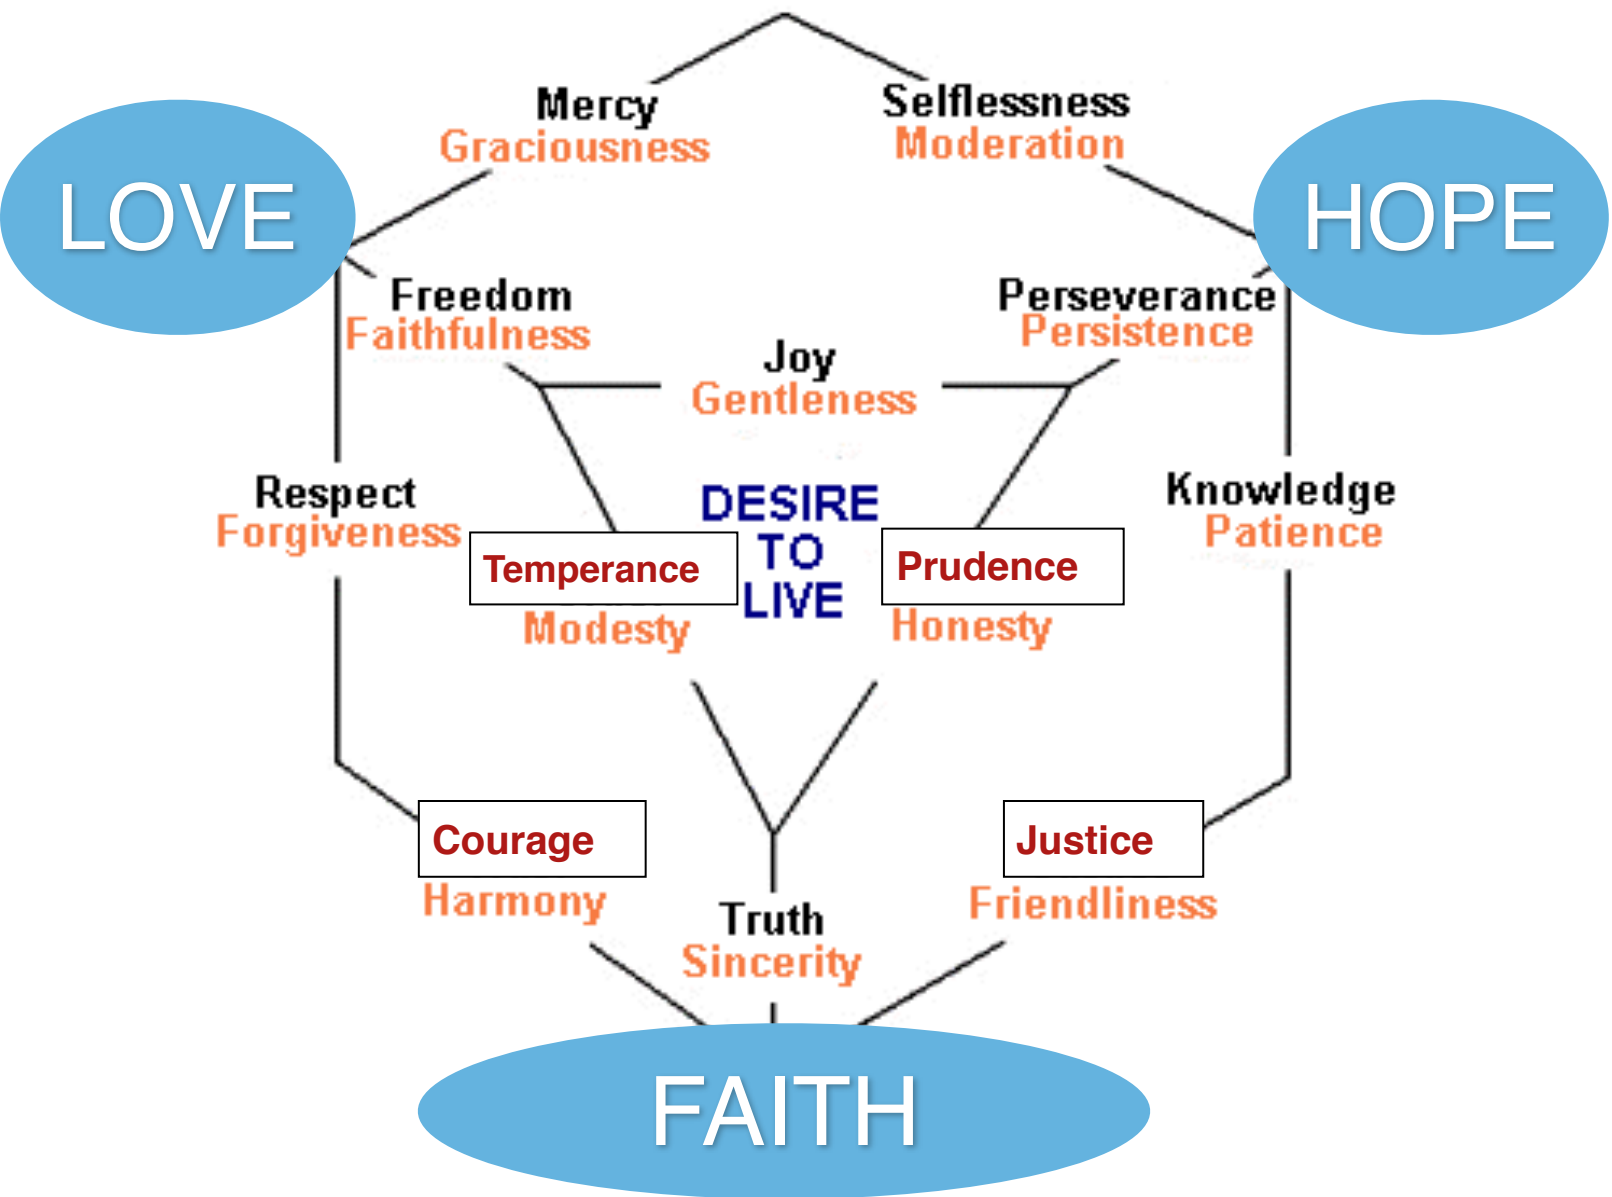 Mercy
Graciousness
Selflessness
Moderation
LOVE
HOPE
Freedom
Faithfulness
Perseverance
Persistence
Joy
Gentleness
Respect
Forgiveness
DESIRE
TO
LIVE
Knowledge
Patience
Temperance
Modesty
Prudence
Honesty
Courage
Harmony
Justice
Friendliness
Truth
Sincerity
FAITH